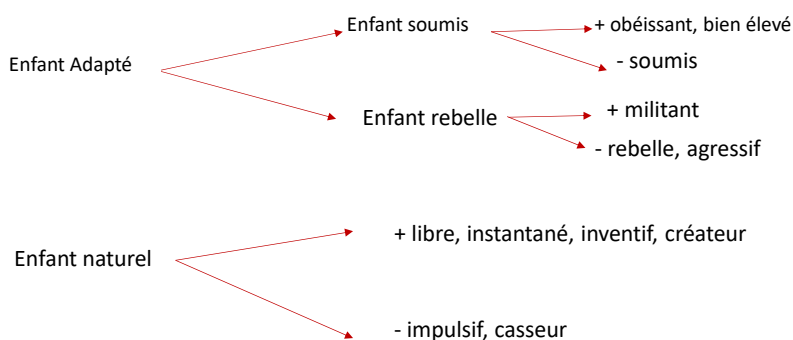 Enfant soumis
+ obéissant, bien élevé
Enfant Adapté
- soumis
Enfant rebelle
+ militant
- rebelle, agressif
Enfant naturel
+ libre, instantané, inventif, créateur
- impulsif, casseur